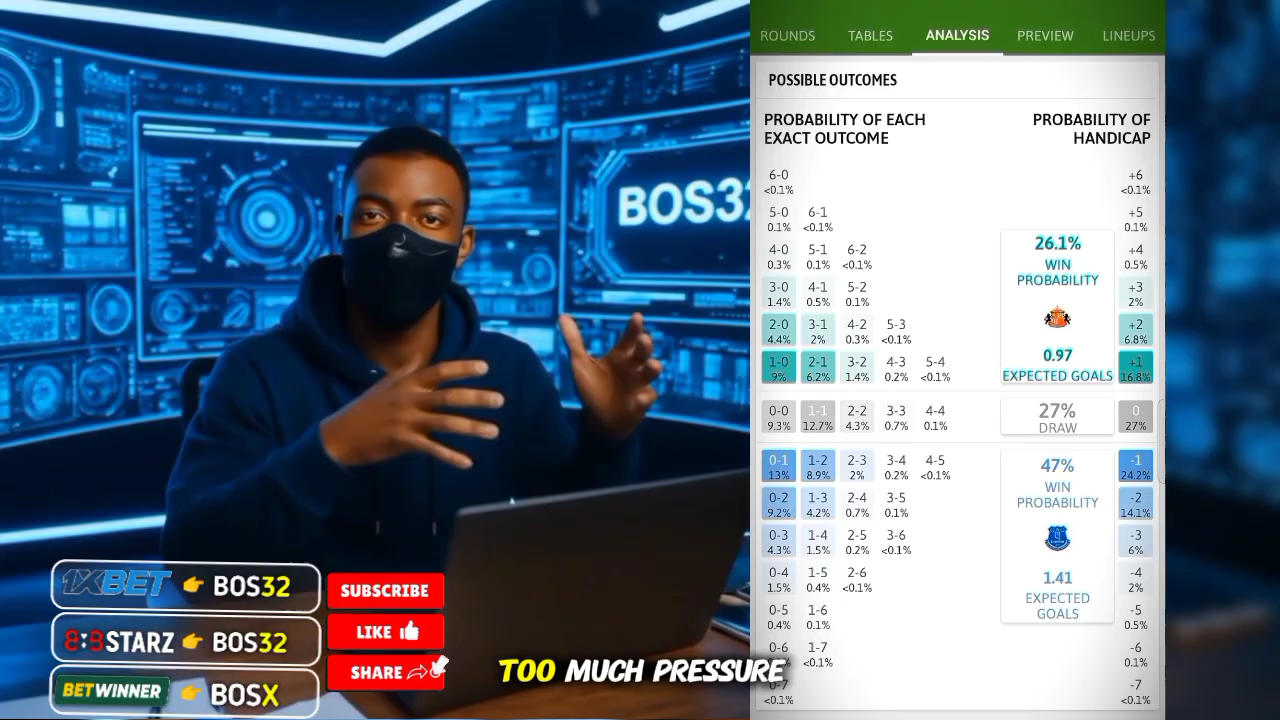 BOS32
1XBET 👉 BOS32
8:8STARZ 👉 BOS32
BETWINNER 👉 BOSX
SUBSCRIBE
LIKE
SHARE
TOO MUCH PRESSURE
ROUNDS TABLES ANALYSIS PREVIEW LINEUPS
POSSIBLE OUTCOMES
PROBABILITY OF EACH
EXACT OUTCOME
PROBABILITY OF
HANDICAP
6-0 +6
<0.1% <0.1%
5-0 6-1 +5
0.1% <0.1% 0.1%
4-0 5-1 6-2 +4
0.3% 0.1% <0.1% 0.5%
3-0 4-1 5-2 +3
1.4% 0.5% 0.1% 2%
2-0 3-1 4-2 5-3 +2
4.4% 2% 0.3% <0.1% 6.8%
1-0 2-1 3-2 4-3 5-4 +1
9% 6.2% 1.4% 0.2% <0.1% 16.8%
26.1%
WIN
PROBABILITY
0.97
EXPECTED GOALS
0-0 1-1 2-2 3-3 4-4 0
9.3% 12.7% 4.3% 0.7% 0.1% 27%
27%
DRAW
0-1 1-2 2-3 3-4 4-5 -1
13% 8.9% 2% 0.2% <0.1% 24.2%
0-2 1-3 2-4 3-5 -2
9.2% 4.2% 0.7% 0.1% 14.1%
0-3 1-4 2-5 3-6 -3
4.3% 1.5% 0.2% <0.1% 6%
0-4 1-5 2-6 -4
1.5% 0.4% <0.1% 2%
0-5 1-6 -5
0.4% 0.1% 0.5%
0-6 1-7 -6
<0.1% 0.1%
-7 -7
<0.1% <0.1%
47%
WIN
PROBABILITY
1.41
EXPECTED
GOALS